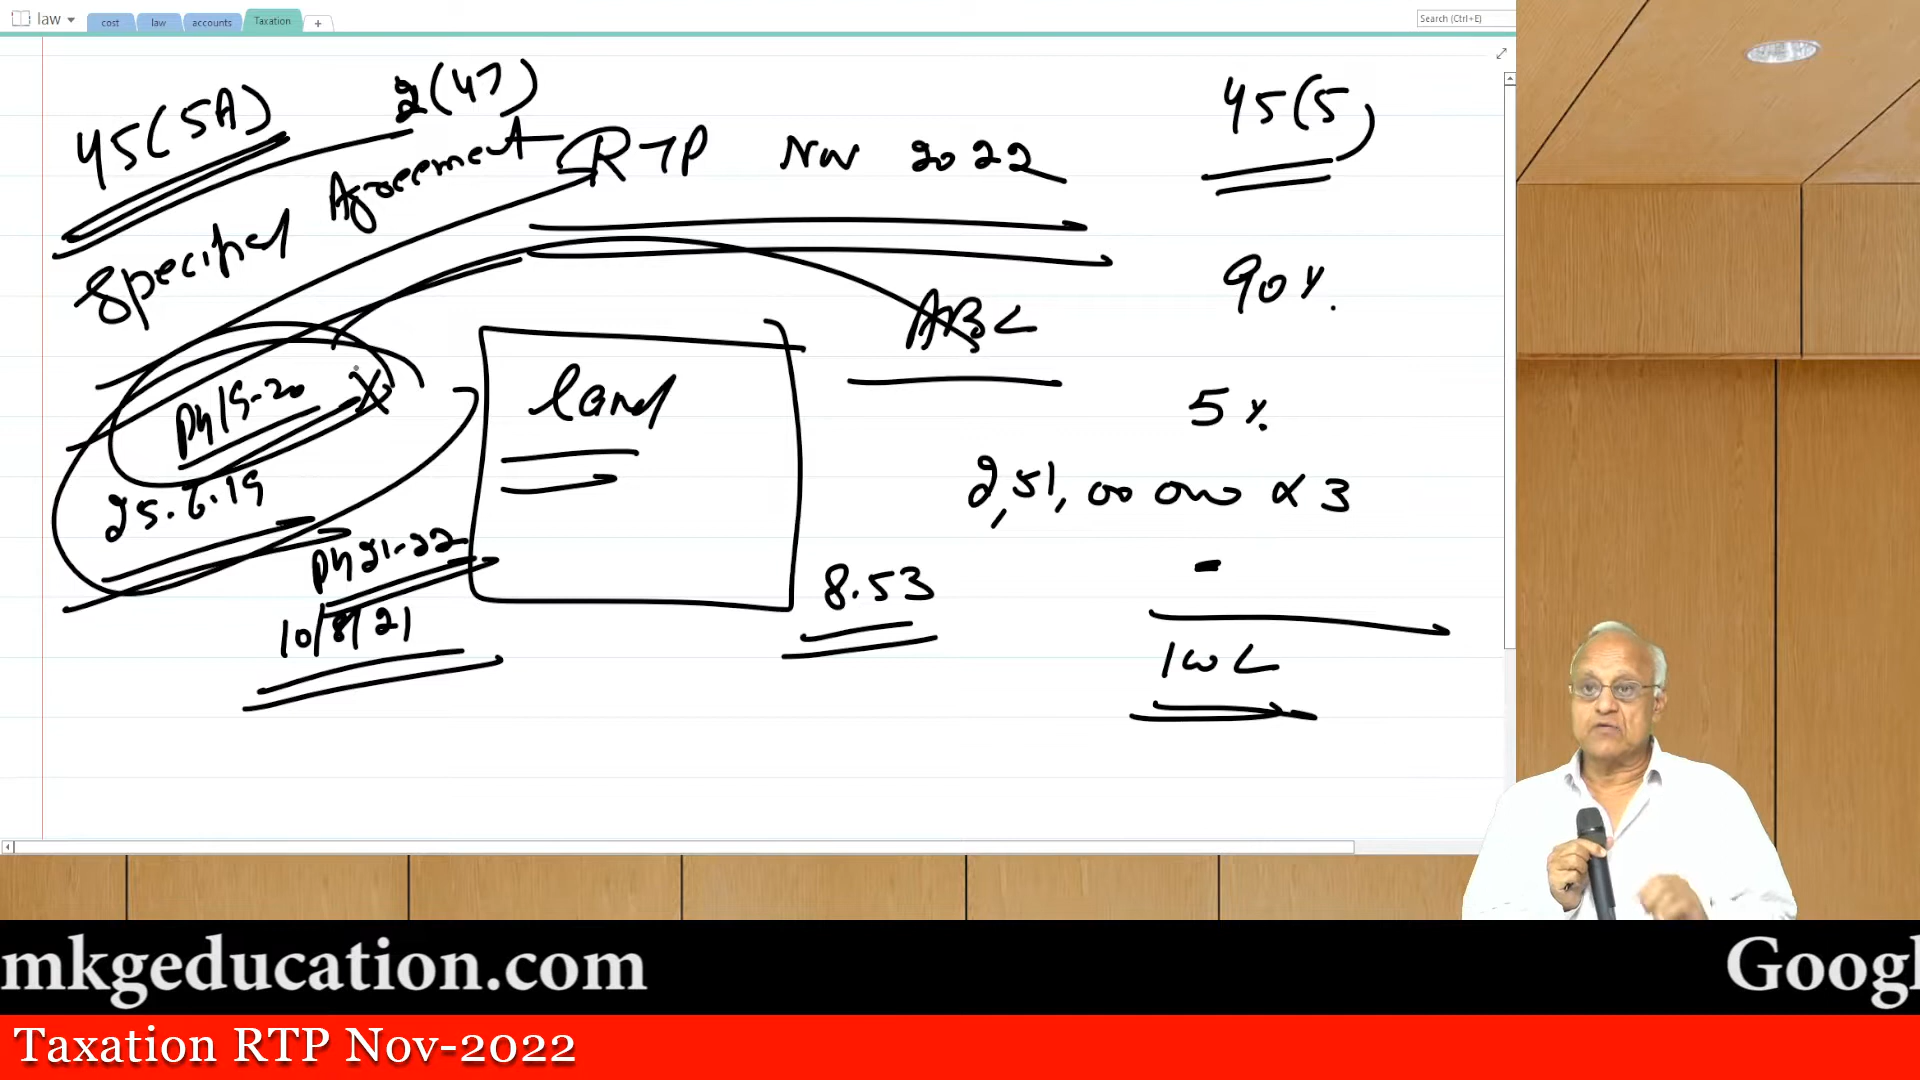 law
cost law accounts Taxation +
Search (Ctrl+E)
45(5A) 2(47) 45(5)
Specified Agreement RTP Nov 2022
90%.
ABC
PY 19-20 X land 5%.
25.6.19 2,51,00 000 x 3
PY 21-22 8.53
10/8/21 100 L
mkgeducation.com Googl
Taxation RTP Nov-2022